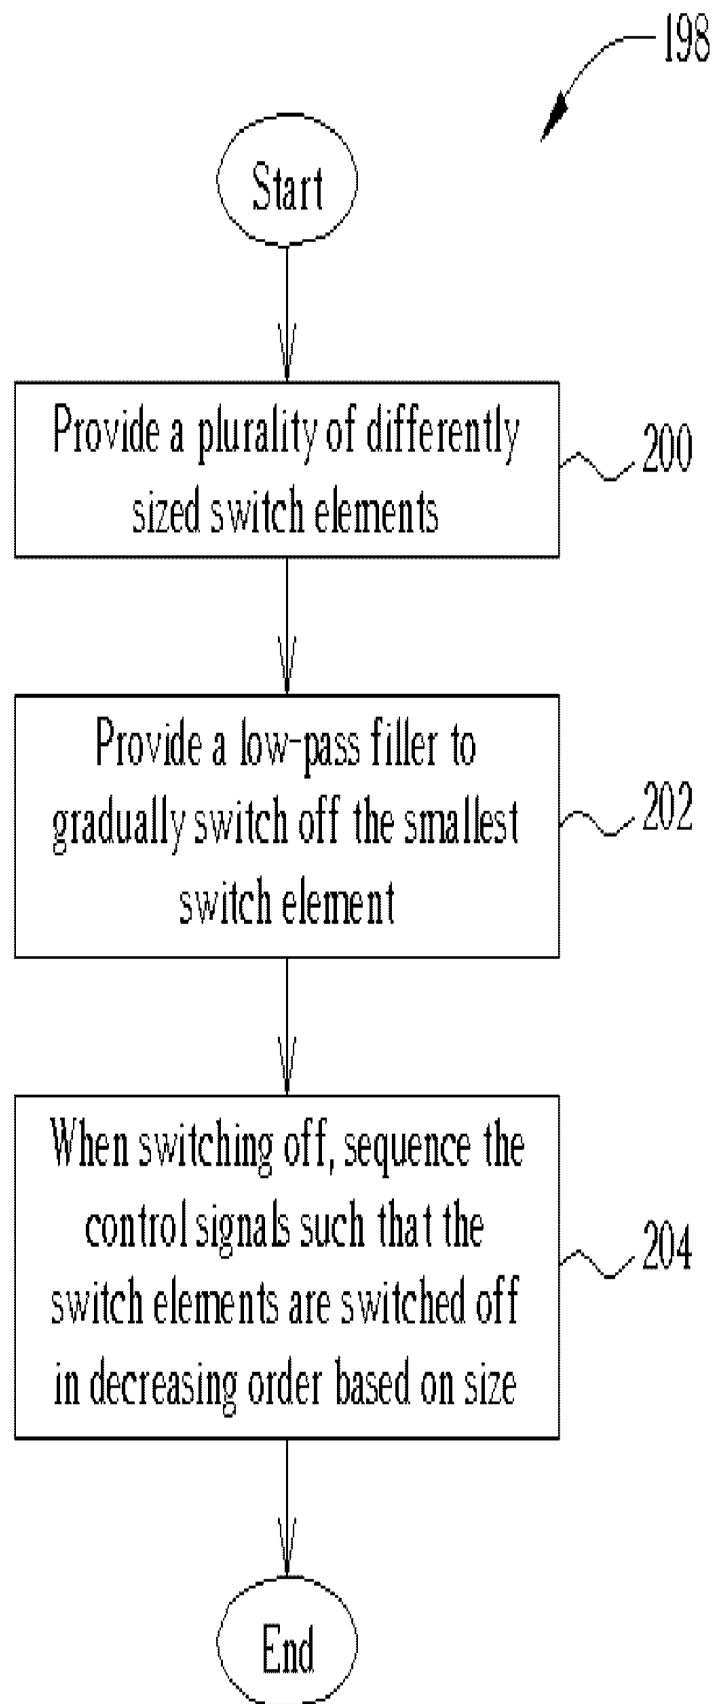 198
Start
Provide a plurality of differently
sized switch elements
200
Provide a low-pass filler to
gradually switch off the smallest
switch element
202
When switching off, sequence the
control signals such that the
switch elements are switched off
in decreasing order based on size
204
End